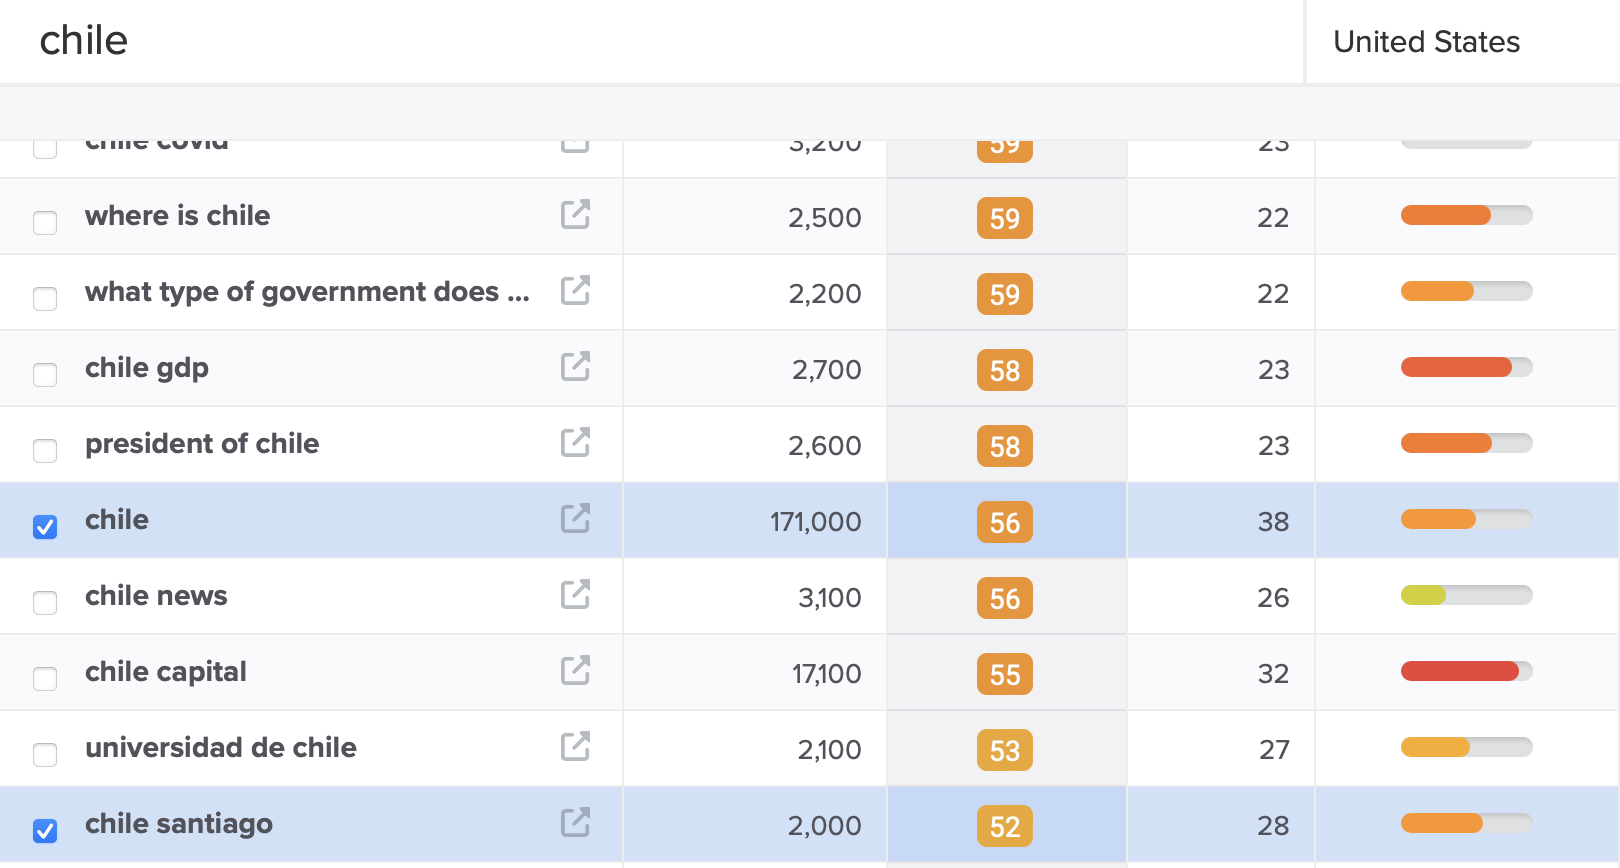 chile United States
chile covid 3,200 59 23
where is chile 2,500 59 22
what type of government does ... 2,200 59 22
chile gdp 2,700 58 23
president of chile 2,600 58 23
chile 171,000 56 38
chile news 3,100 56 26
chile capital 17,100 55 32
universidad de chile 2,100 53 27
chile santiago 2,000 52 28